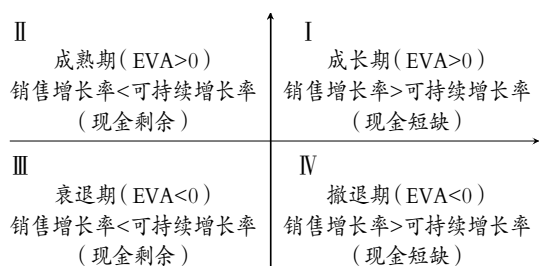 Ⅱ
成熟期(EVA>0)
销售增长率<可持续增长率
(现金剩余)
Ⅰ
成长期(EVA>0)
销售增长率>可持续增长率
(现金短缺)
Ⅲ
衰退期(EVA<0)
销售增长率<可持续增长率
(现金剩余)
Ⅳ
撤退期(EVA<0)
销售增长率>可持续增长率
(现金短缺)